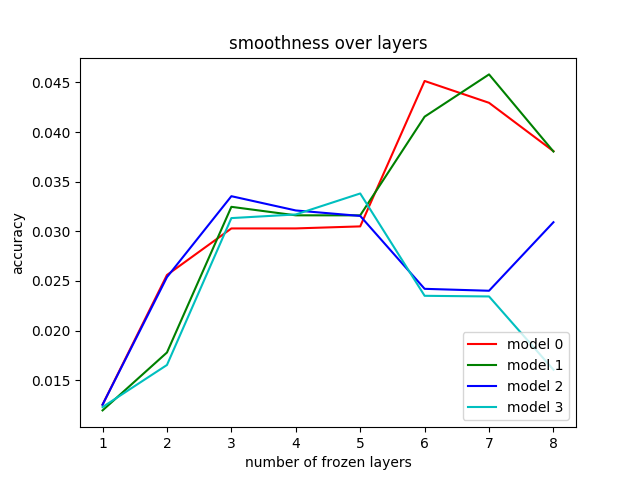 smoothness over layers
accuracy
0.045
0.040
0.035
0.030
0.025
0.020
0.015
1 2 3 4 5 6 7 8
number of frozen layers
model 0
model 1
model 2
model 3